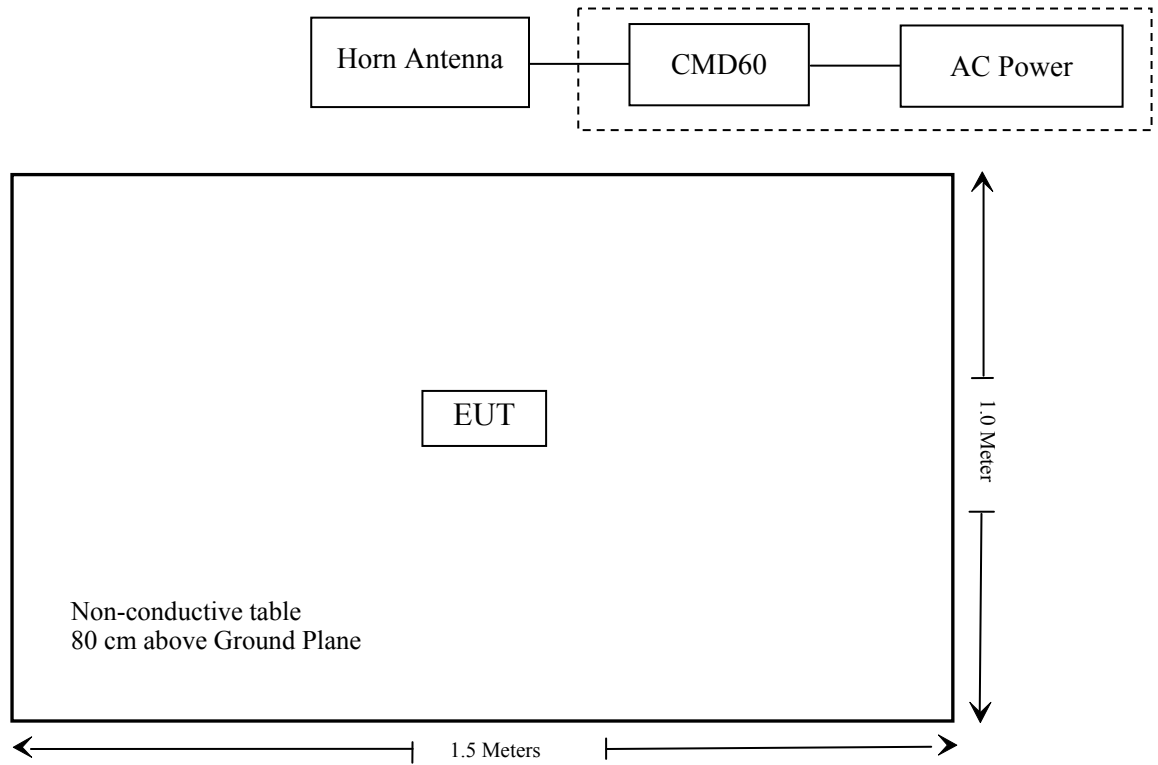 Horn Antenna
CMD60
AC Power
EUT
1.0 Meter
Non-conductive table
80 cm above Ground Plane
1.5 Meters